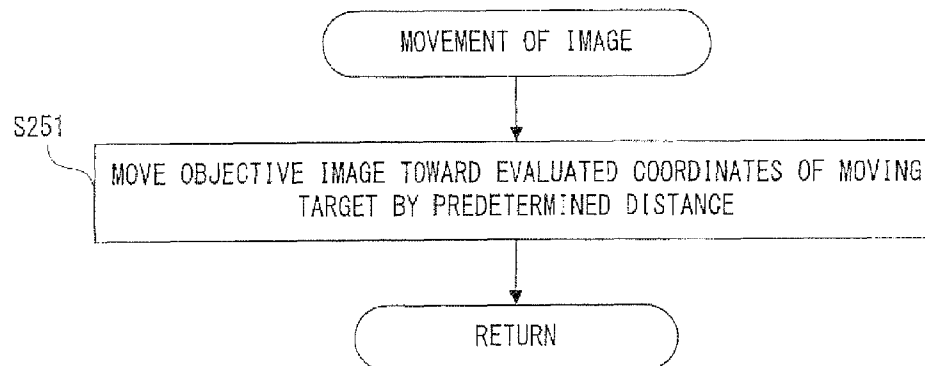 MOVEMENT OF IMAGE
S251
MOVE OBJECTIVE IMAGE TOWARD EVALUATED COORDINATES OF MOVING
TARGET BY PREDETERMINED DISTANCE
RETURN